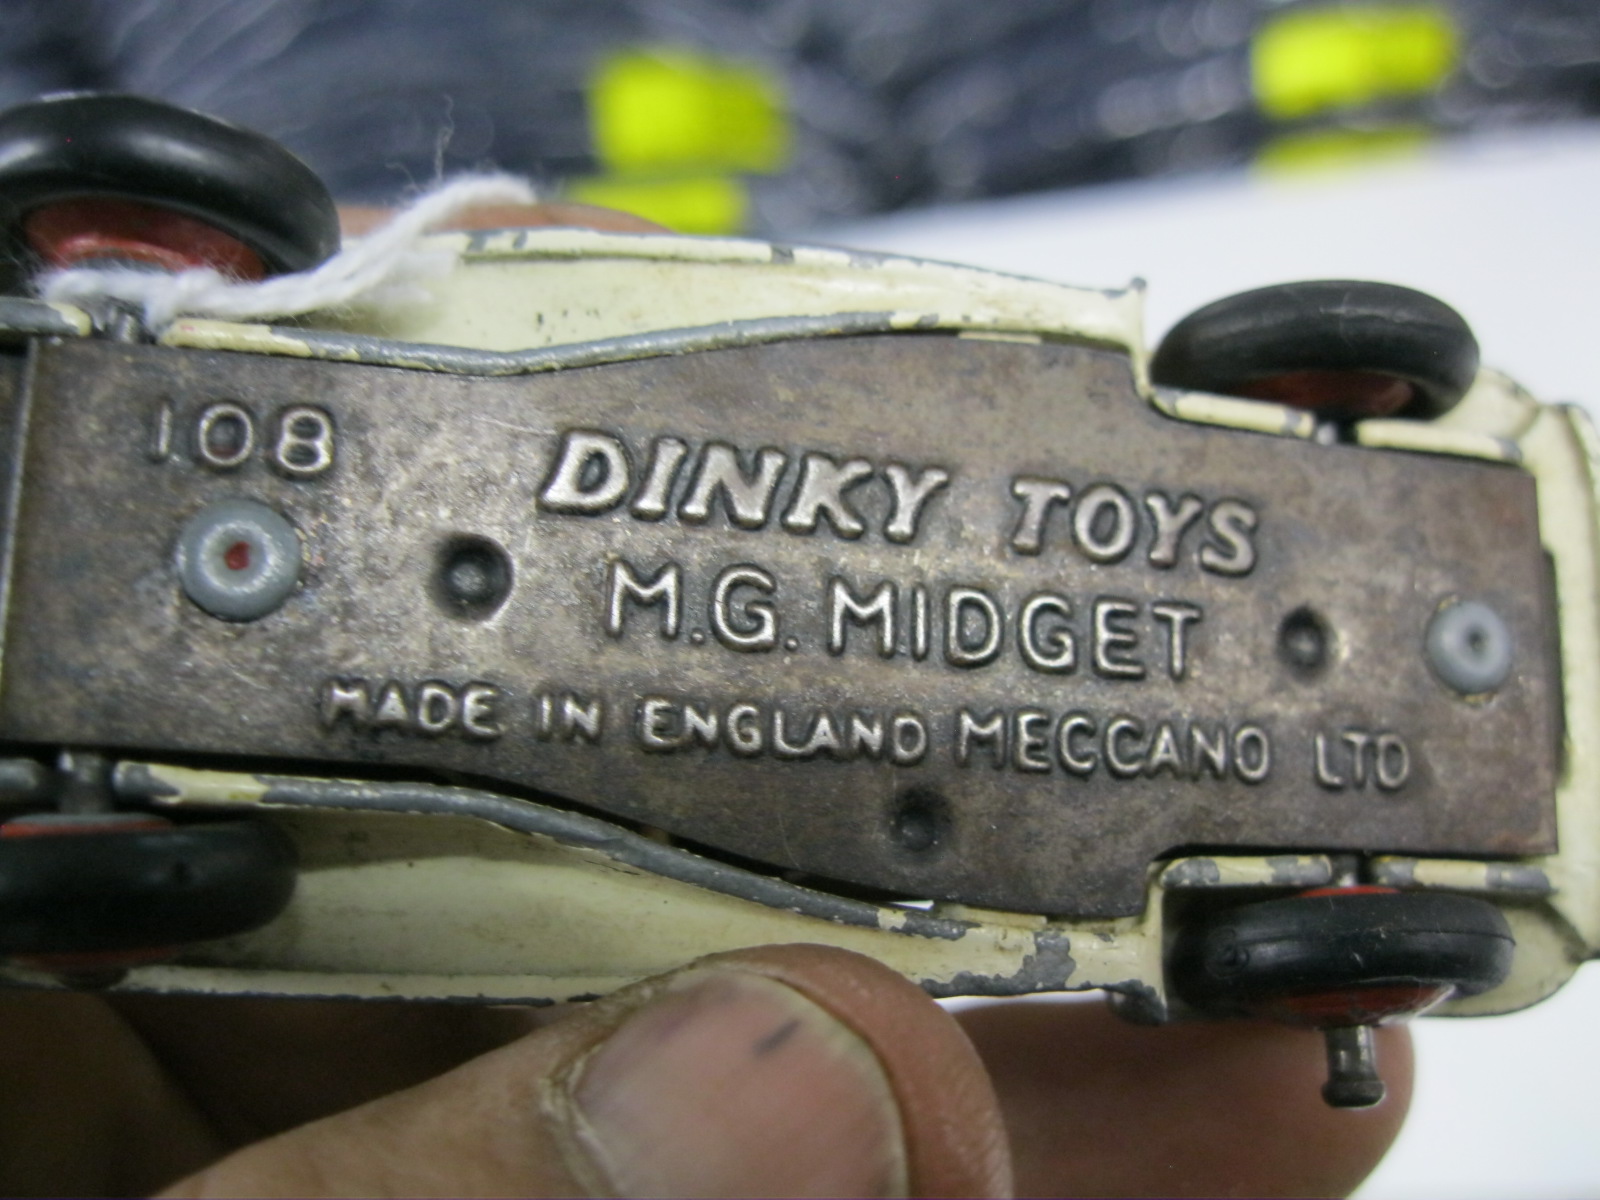 108
DINKY TOYS
M.G. MIDGET
MADE IN ENGLAND MECCANO LTD